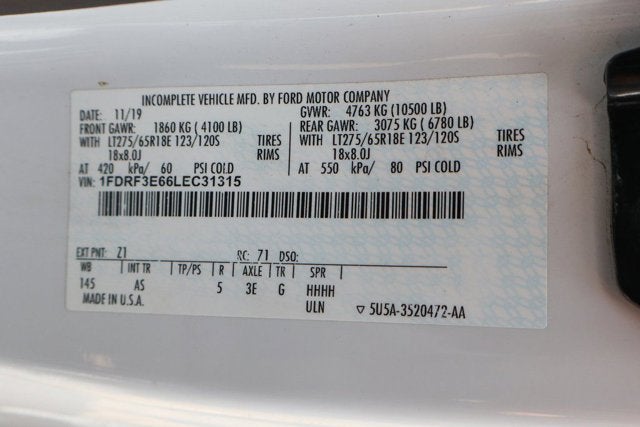 INCOMPLETE VEHICLE MFD. BY FORD MOTOR COMPANY
DATE: 11/19 GVWR: 4763 KG (10500 LB)
FRONT GAWR: 1860 KG (4100 LB) REAR GAWR: 3075 KG (6780 LB)
WITH LT275/65R18E 123/120S TIRES WITH LT275/65R18E 123/120S TIRES
18x8.0J RIMS 18x8.0J RIMS
AT 420 kPa/ 60 PSI COLD AT 550 kPa/ 80 PSI COLD
VIN: 1FDRF3E66LEC31315
EXT PNT: Z1 RC: 71 DSO:
WB INT TR TP/PS R AXLE TR SPR
145 AS 5 3E G HHHH
MADE IN U.S.A. ULN ▽ 5U5A-3520472-AA